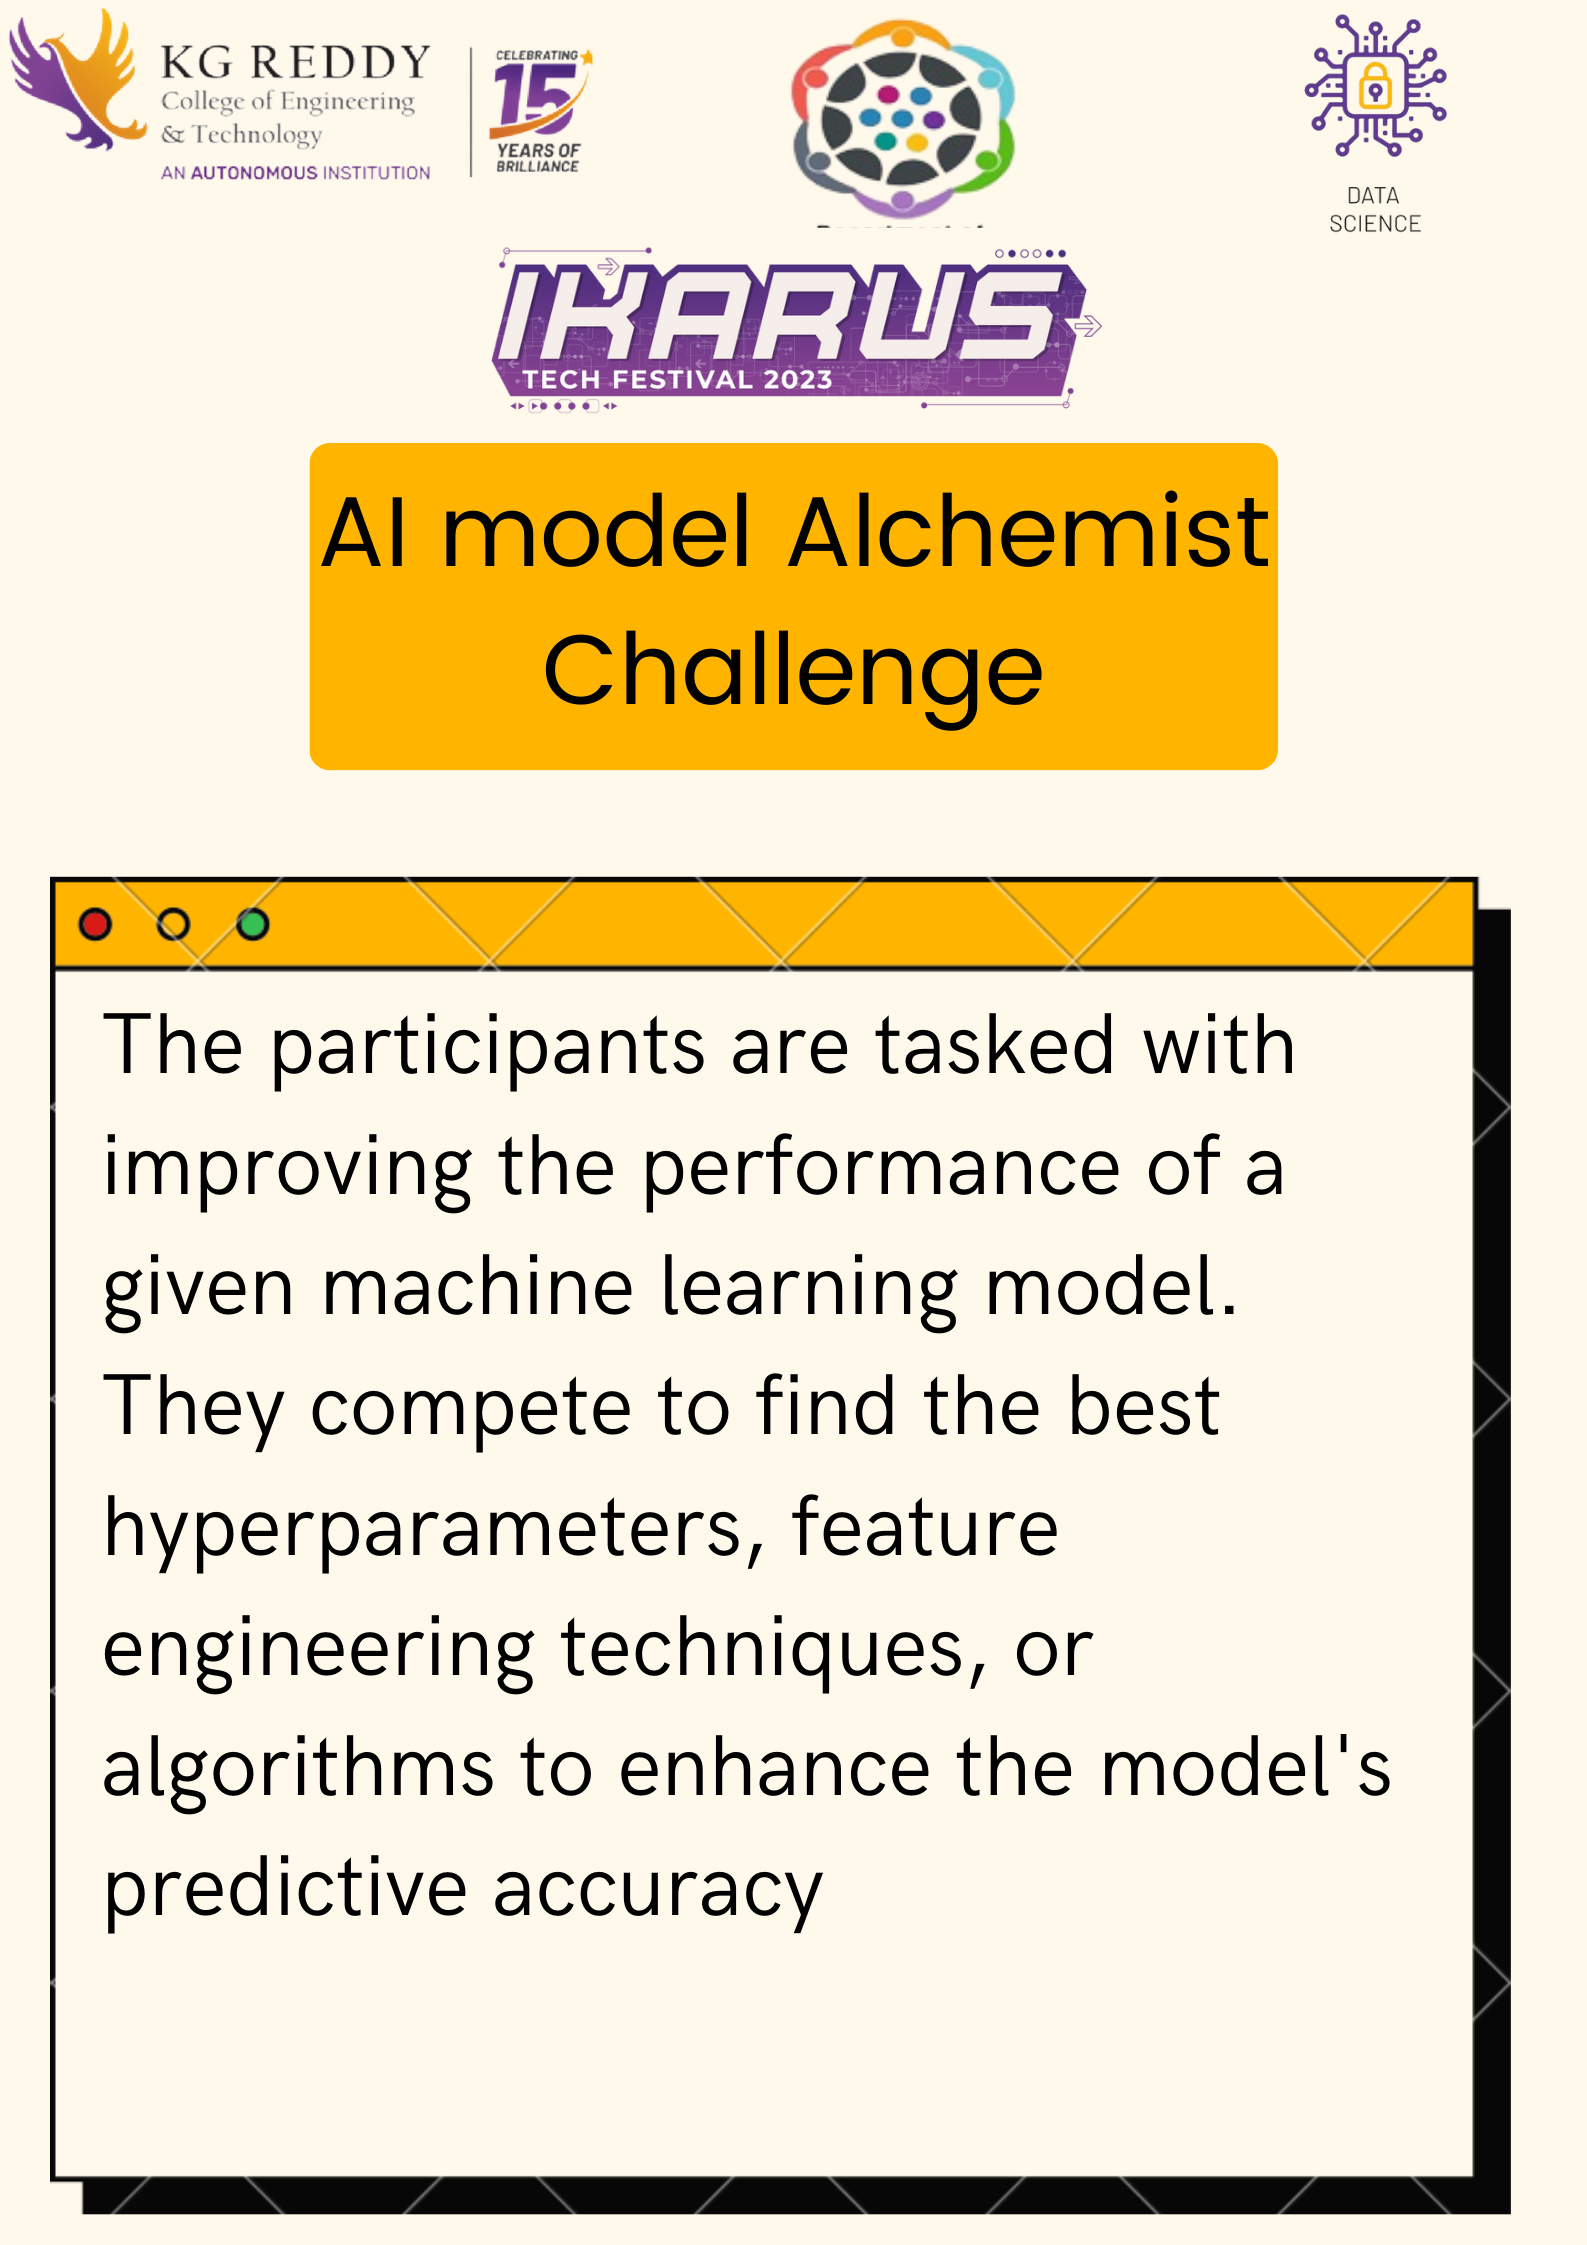 KG REDDY
College of Engineering
& Technology
AN AUTONOMOUS INSTITUTION
CELEBRATING
15
YEARS OF
BRILLIANCE
DATA
SCIENCE
IKARUS
TECH FESTIVAL 2023
AI model Alchemist
Challenge
The participants are tasked with
improving the performance of a
given machine learning model.
They compete to find the best
hyperparameters, feature
engineering techniques, or
algorithms to enhance the model's
predictive accuracy